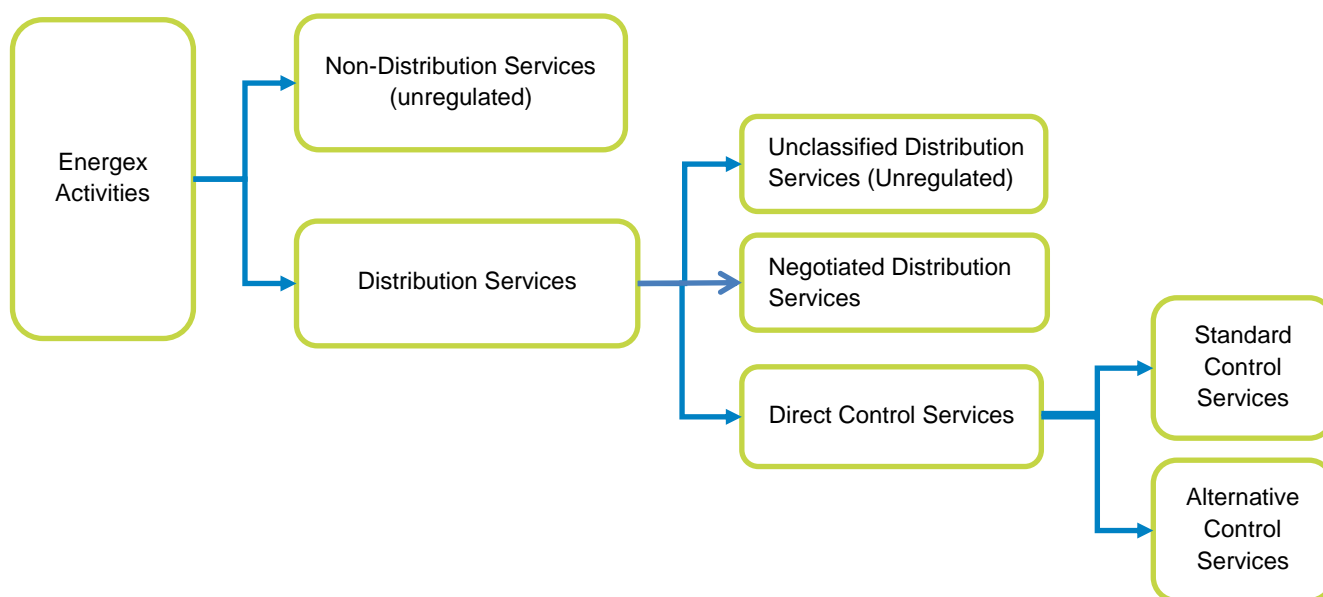 Energex
Activities
Non-Distribution Services
(unregulated)
Distribution Services
Unclassified Distribution
Services (Unregulated)
Negotiated Distribution
Services
Direct Control Services
Standard
Control
Services
Alternative
Control
Services